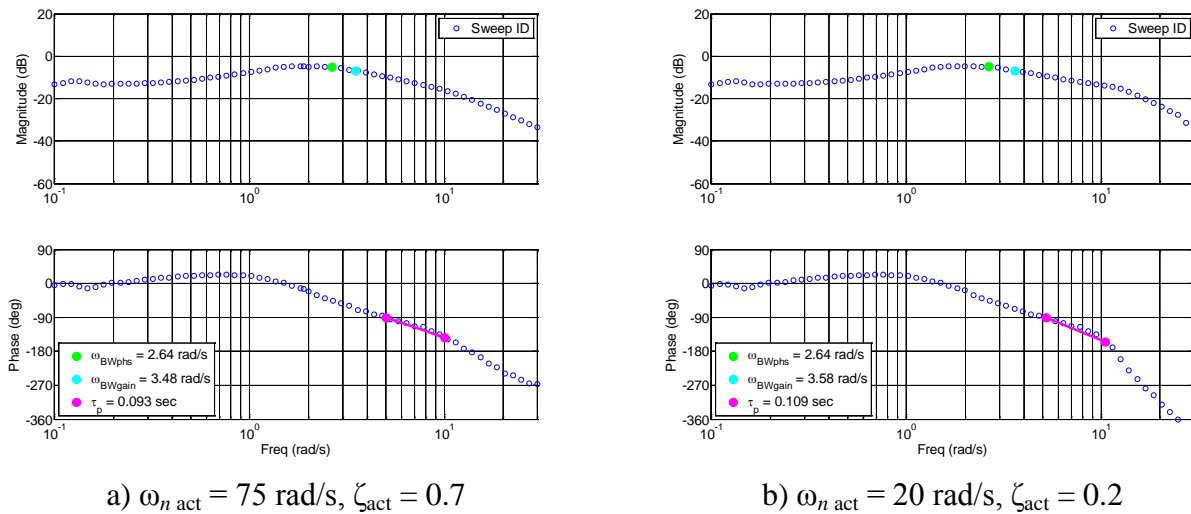 20
0
-20
-40
-60
Magnitude (dB)
Sweep ID
10^-1
10^0
10^1
90
0
-90
-180
-270
-360
Phase (deg)
ω_BWphs = 2.64 rad/s
ω_BWgain = 3.48 rad/s
τ_p = 0.093 sec
10^-1
10^0
10^1
Freq (rad/s)
a) ω_n act = 75 rad/s, ζ_act = 0.7
20
0
-20
-40
-60
Magnitude (dB)
Sweep ID
10^-1
10^0
10^1
90
0
-90
-180
-270
-360
Phase (deg)
ω_BWphs = 2.64 rad/s
ω_BWgain = 3.58 rad/s
τ_p = 0.109 sec
10^-1
10^0
10^1
Freq (rad/s)
b) ω_n act = 20 rad/s, ζ_act = 0.2